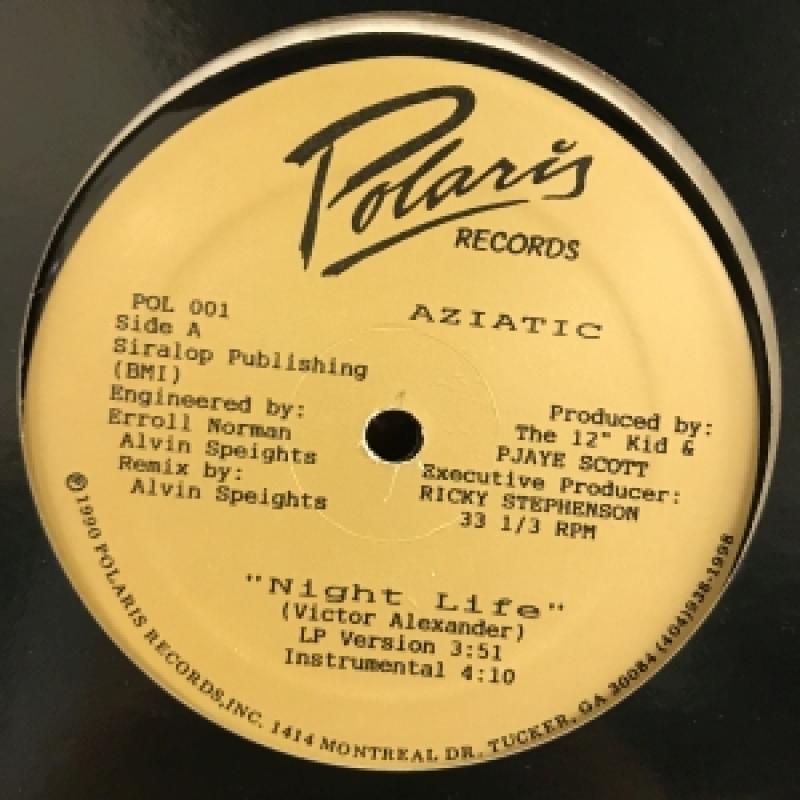 Polaris
RECORDS
AZIATIC
POL 001
Side A
Siralop Publishing
(BMI)
Engineered by:
Erroll Norman
Alvin Speights
Remix by:
Alvin Speights
Produced by:
The 12" Kid &
PJAYE SCOTT
Executive Producer:
RICKY STEPHENSON
33 1/3 RPM
"Night Life"
(Victor Alexander)
LP Version 3:51
Instrumental 4:10
℗1990 POLARIS RECORDS,INC. 1414 MONTREAL DR. TUCKER, GA 30084 (404)938-1998